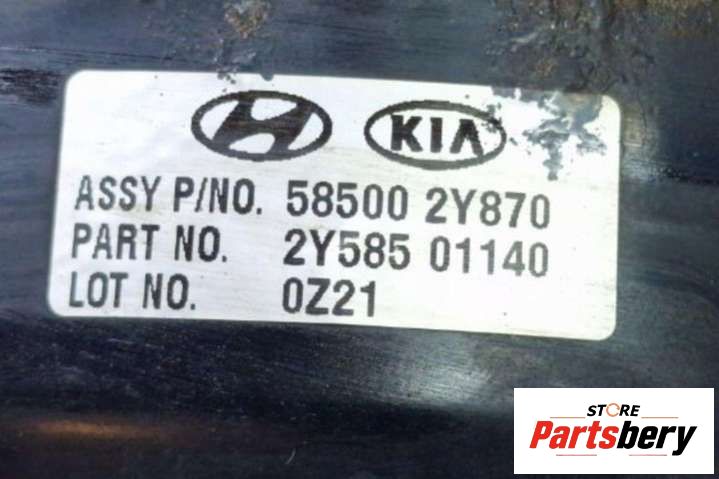 KIA
ASSY P/NO. 58500 2Y870
PART NO. 2Y585 01140
LOT NO. 0Z21
STORE
Partsbery